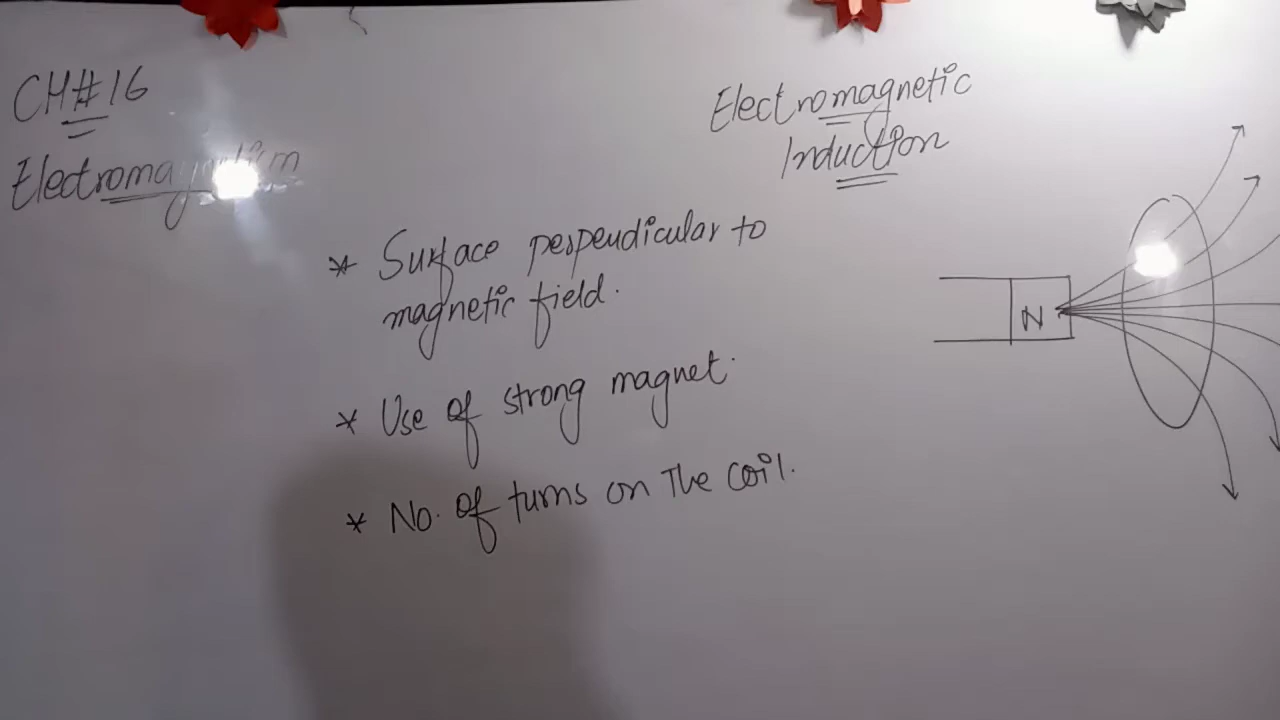 CH#16
Electromagnetism
Electromagnetic
Induction
* Surface perpendicular to
magnetic field.
* Use of strong magnet.
* No. of turns on The coil.
N